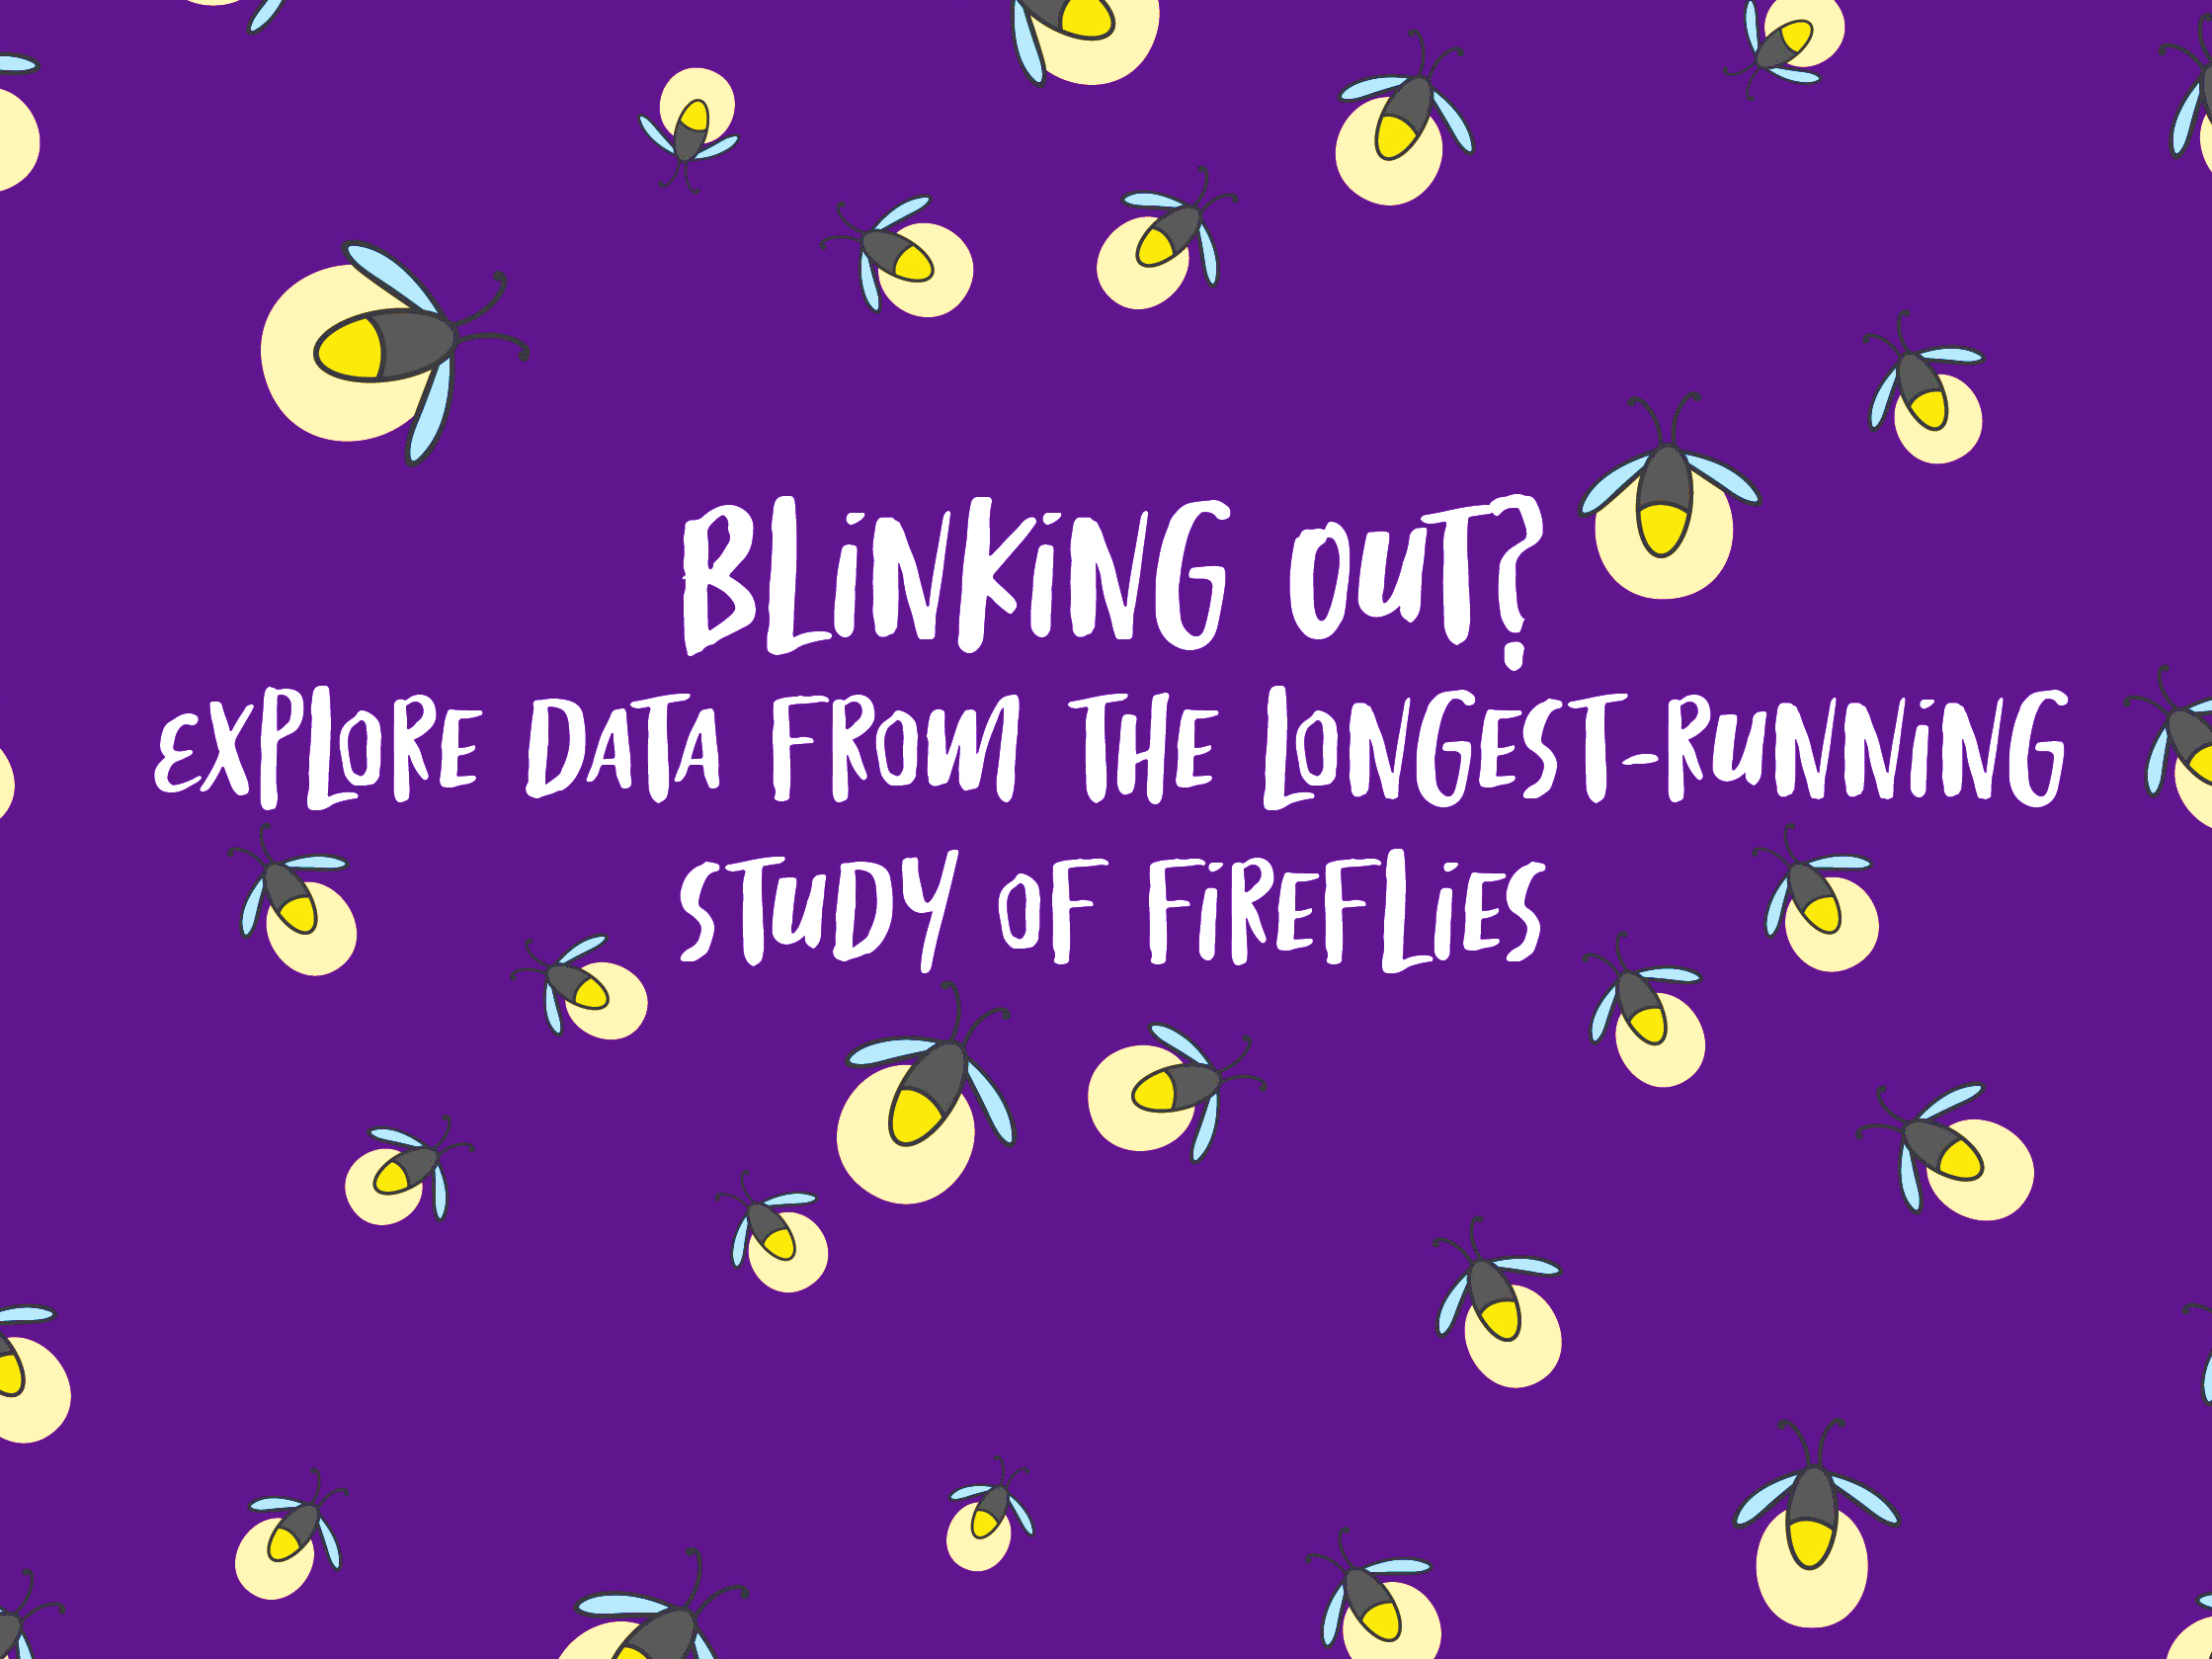 BLiNKiNG OUT?
EXPLORE DATA FROM THE LONGEST-RUNNiNG
STUDY OF FiREFLiES